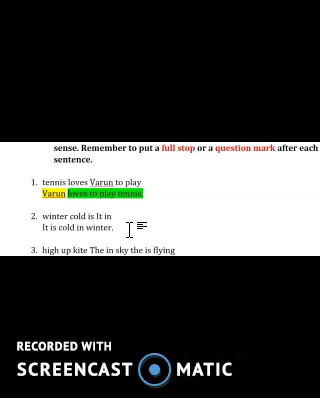 sense. Remember to put a full stop or a question mark after each
sentence.
1. tennis loves Varun to play
Varun loves to play tennis.
2. winter cold is It in
It is cold in winter.
3. high up kite The in sky the is flying
RECORDED WITH
SCREENCAST MATIC